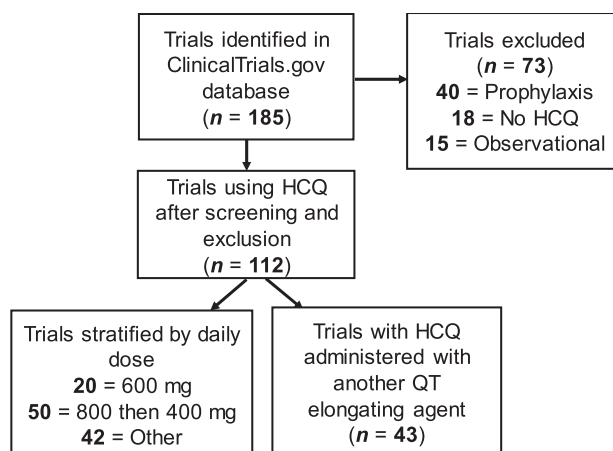 Trials identified in
ClinicalTrials.gov
database
(n = 185)
Trials excluded
(n = 73)
40 = Prophylaxis
18 = No HCQ
15 = Observational
Trials using HCQ
after screening and
exclusion
(n = 112)
Trials stratified by daily
dose
20 = 600 mg
50 = 800 then 400 mg
42 = Other
Trials with HCQ
administered with
another QT
elongating agent
(n = 43)